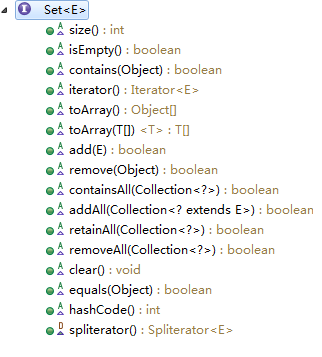 Set<E>
size() : int
isEmpty() : boolean
contains(Object) : boolean
iterator() : Iterator<E>
toArray() : Object[]
toArray(T[]) <T> : T[]
add(E) : boolean
remove(Object) : boolean
containsAll(Collection<?>) : boolean
addAll(Collection<? extends E>) : boolean
retainAll(Collection<?>) : boolean
removeAll(Collection<?>) : boolean
clear() : void
equals(Object) : boolean
hashCode() : int
spliterator() : Spliterator<E>